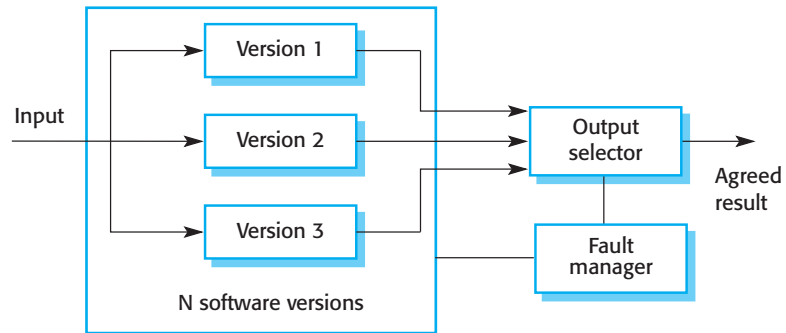 Version 1
Input
Version 2
Output
selector
Agreed
result
Version 3
Fault
manager
N software versions